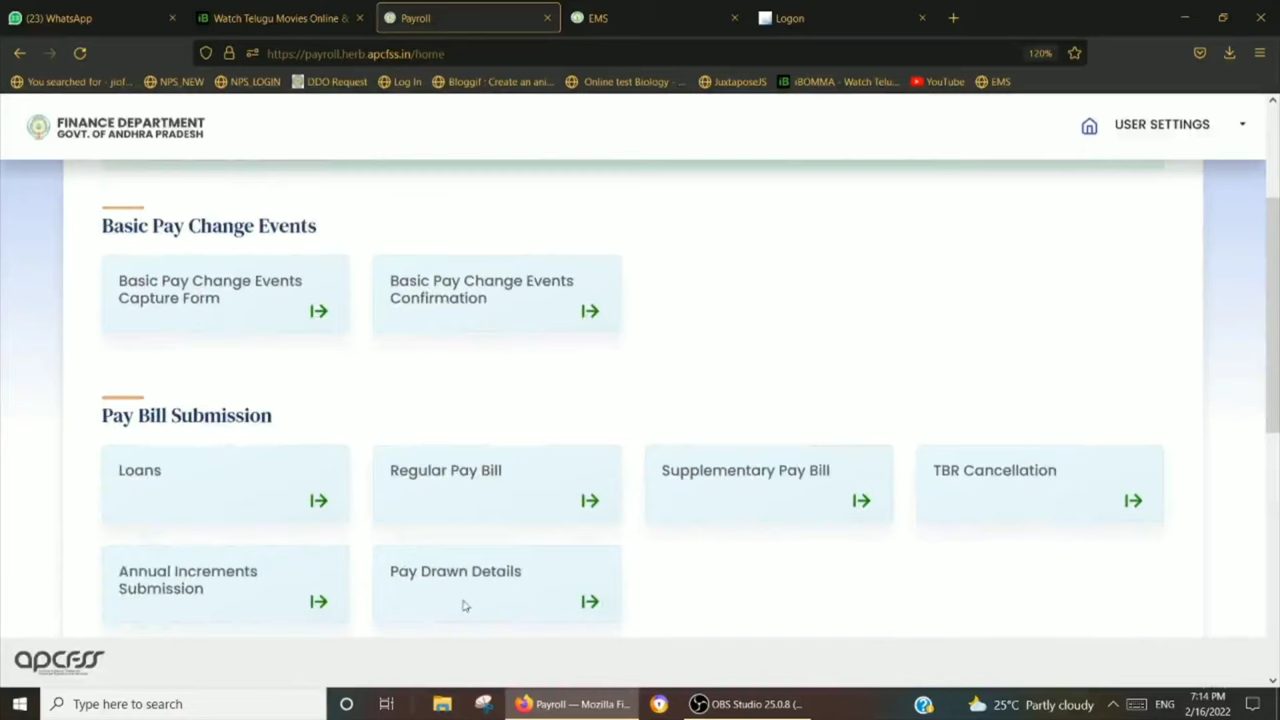 (23) WhatsApp
Watch Telugu Movies Online &
Payroll
EMS
Logon
https://payroll.herb.apcfss.in/home
120%
You searched for - jiof...
NPS_NEW
NPS_LOGIN
DDO Request
Log In
Bloggif : Create an ani...
Online test Biology - ...
JuxtaposeJS
iBOMMA - Watch Telu...
YouTube
EMS
FINANCE DEPARTMENT
GOVT. OF ANDHRA PRADESH
USER SETTINGS
Basic Pay Change Events
Basic Pay Change Events
Capture Form
Basic Pay Change Events
Confirmation
Pay Bill Submission
Loans
Regular Pay Bill
Supplementary Pay Bill
TBR Cancellation
Annual Increments
Submission
Pay Drawn Details
apcfss
Type here to search
Payroll — Mozilla Fi...
OBS Studio 25.0.8 (...
25°C Partly cloudy
ENG
7:14 PM
2/16/2022